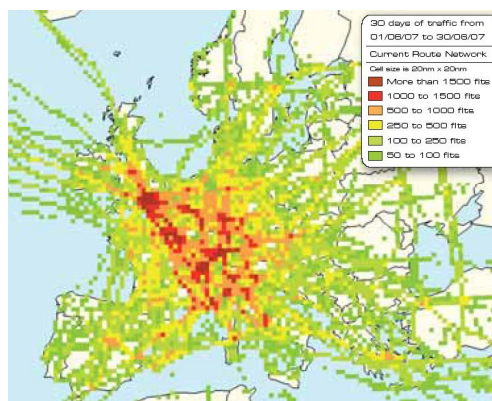 30 days of traffic from
01/06/07 to 30/06/07
Current Route Network
Cell size is 20nm x 20nm
More than 1500 flts
1000 to 1500 flts
500 to 1000 flts
250 to 500 flts
100 to 250 flts
50 to 100 flts